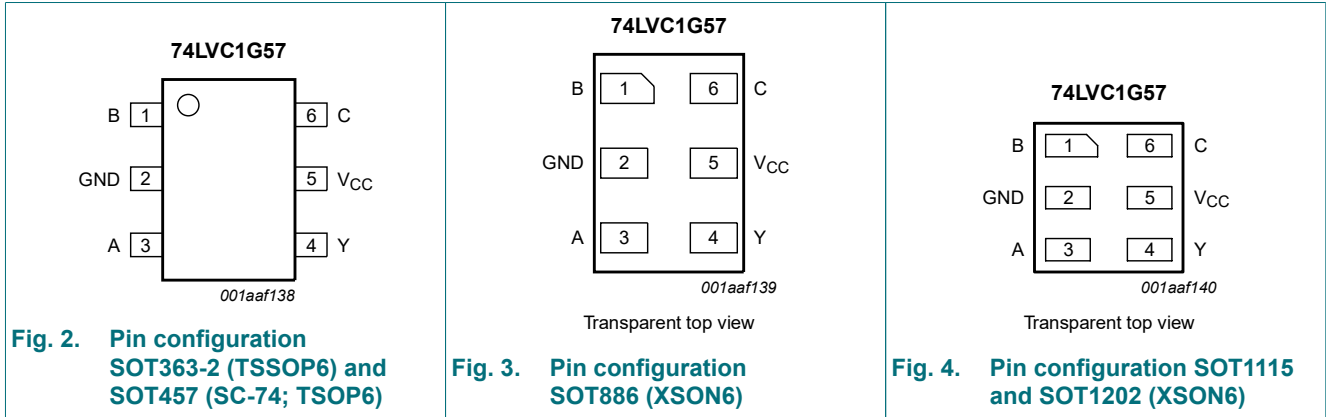 74LVC1G57
B 1 6 C
GND 2 5 VCC
A 3 4 Y
001aaf138
Fig. 2. Pin configuration
SOT363-2 (TSSOP6) and
SOT457 (SC-74; TSOP6)
74LVC1G57
B 1 6 C
GND 2 5 VCC
A 3 4 Y
001aaf139
Transparent top view
Fig. 3. Pin configuration
SOT886 (XSON6)
74LVC1G57
B 1 6 C
GND 2 5 VCC
A 3 4 Y
001aaf140
Transparent top view
Fig. 4. Pin configuration SOT1115
and SOT1202 (XSON6)